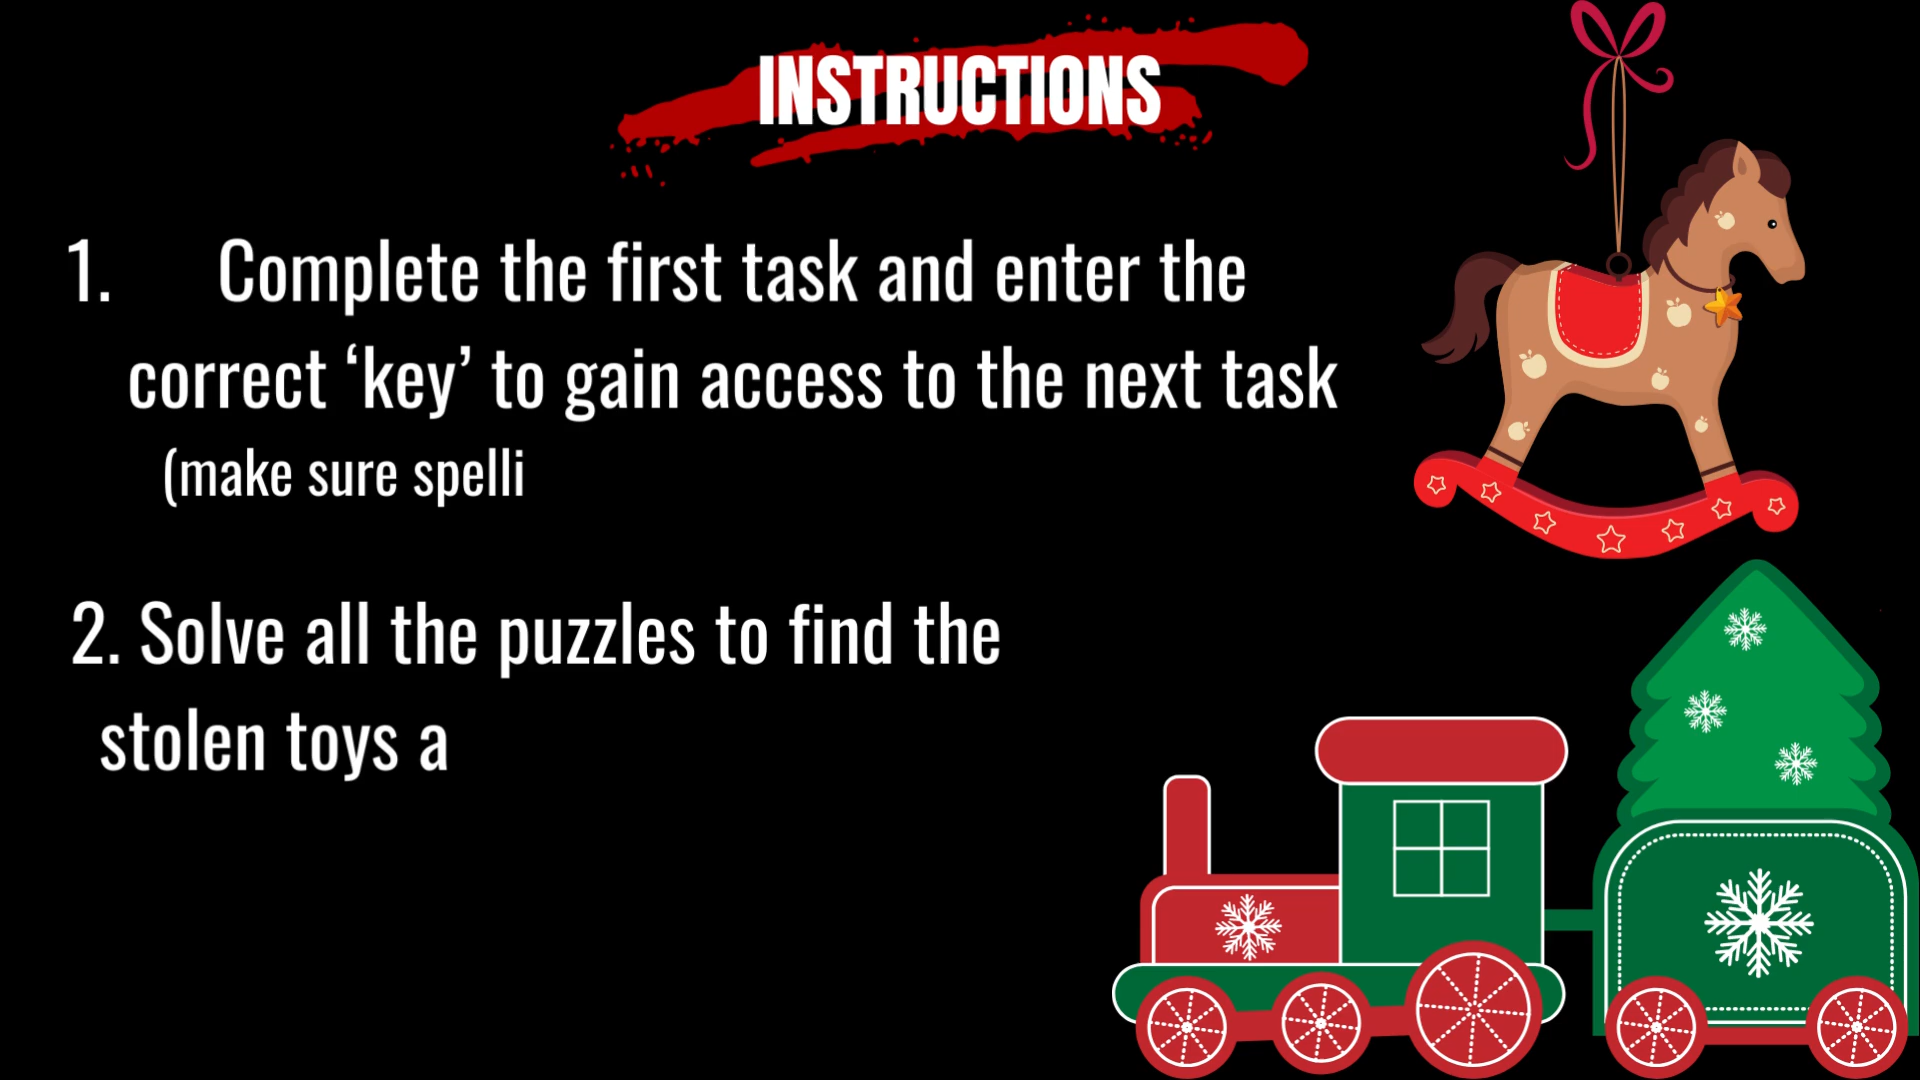 INSTRUCTIONS
1. Complete the first task and enter the
correct ‘key’ to gain access to the next task
(make sure spelli
2. Solve all the puzzles to find the
stolen toys a